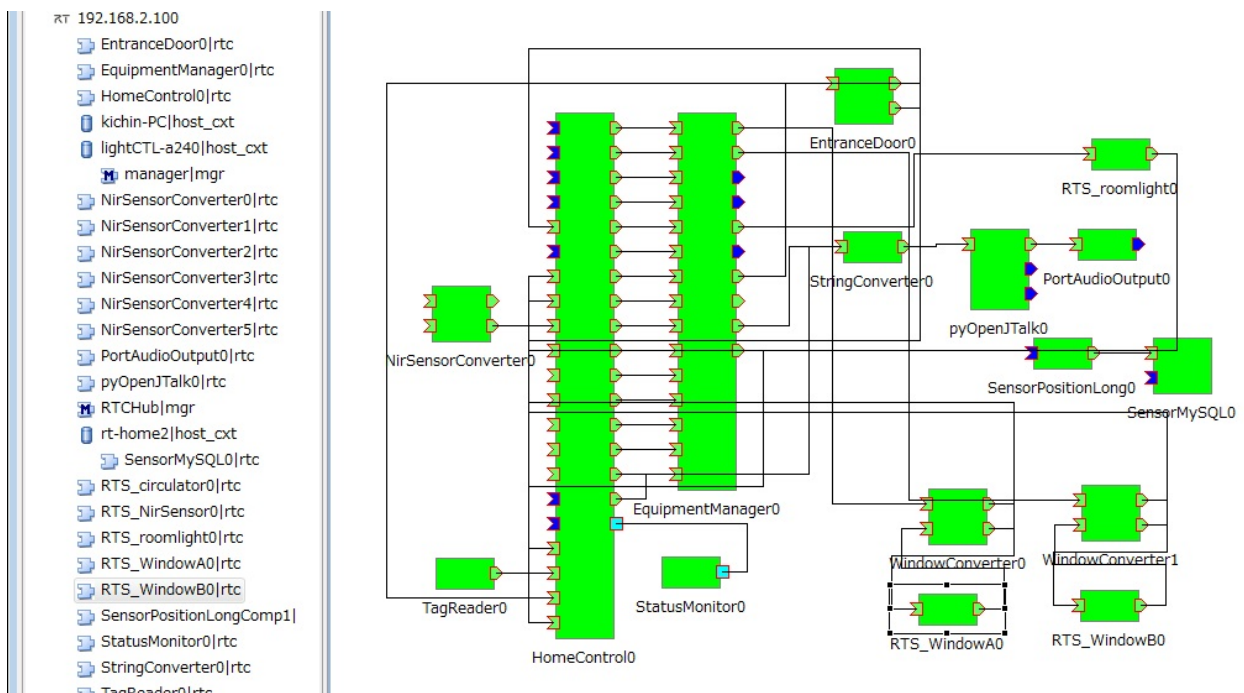 RT 192.168.2.100
EntranceDoor0|rtc
EquipmentManager0|rtc
HomeControl0|rtc
kichin-PC|host_cxt
lightCTL-a240|host_cxt
manager|mgr
NirSensorConverter0|rtc
NirSensorConverter1|rtc
NirSensorConverter2|rtc
NirSensorConverter3|rtc
NirSensorConverter4|rtc
NirSensorConverter5|rtc
PortAudioOutput0|rtc
pyOpenJTalk0|rtc
RTCHub|mgr
rt-home2|host_cxt
SensorMySQL0|rtc
RTS_circulator0|rtc
RTS_NirSensor0|rtc
RTS_roomlight0|rtc
RTS_WindowA0|rtc
RTS_WindowB0|rtc
SensorPositionLongComp1|
StatusMonitor0|rtc
StringConverter0|rtc
TagReader0|rtc
EntranceDoor0
RTS_roomlight0
StringConverter0
PortAudioOutput0
pyOpenJTalk0
NirSensorConverter0
SensorPositionLong0
SensorMySQL0
EquipmentManager0
WindowConverter0
WindowConverter1
TagReader0
StatusMonitor0
RTS_WindowA0
RTS_WindowB0
HomeControl0